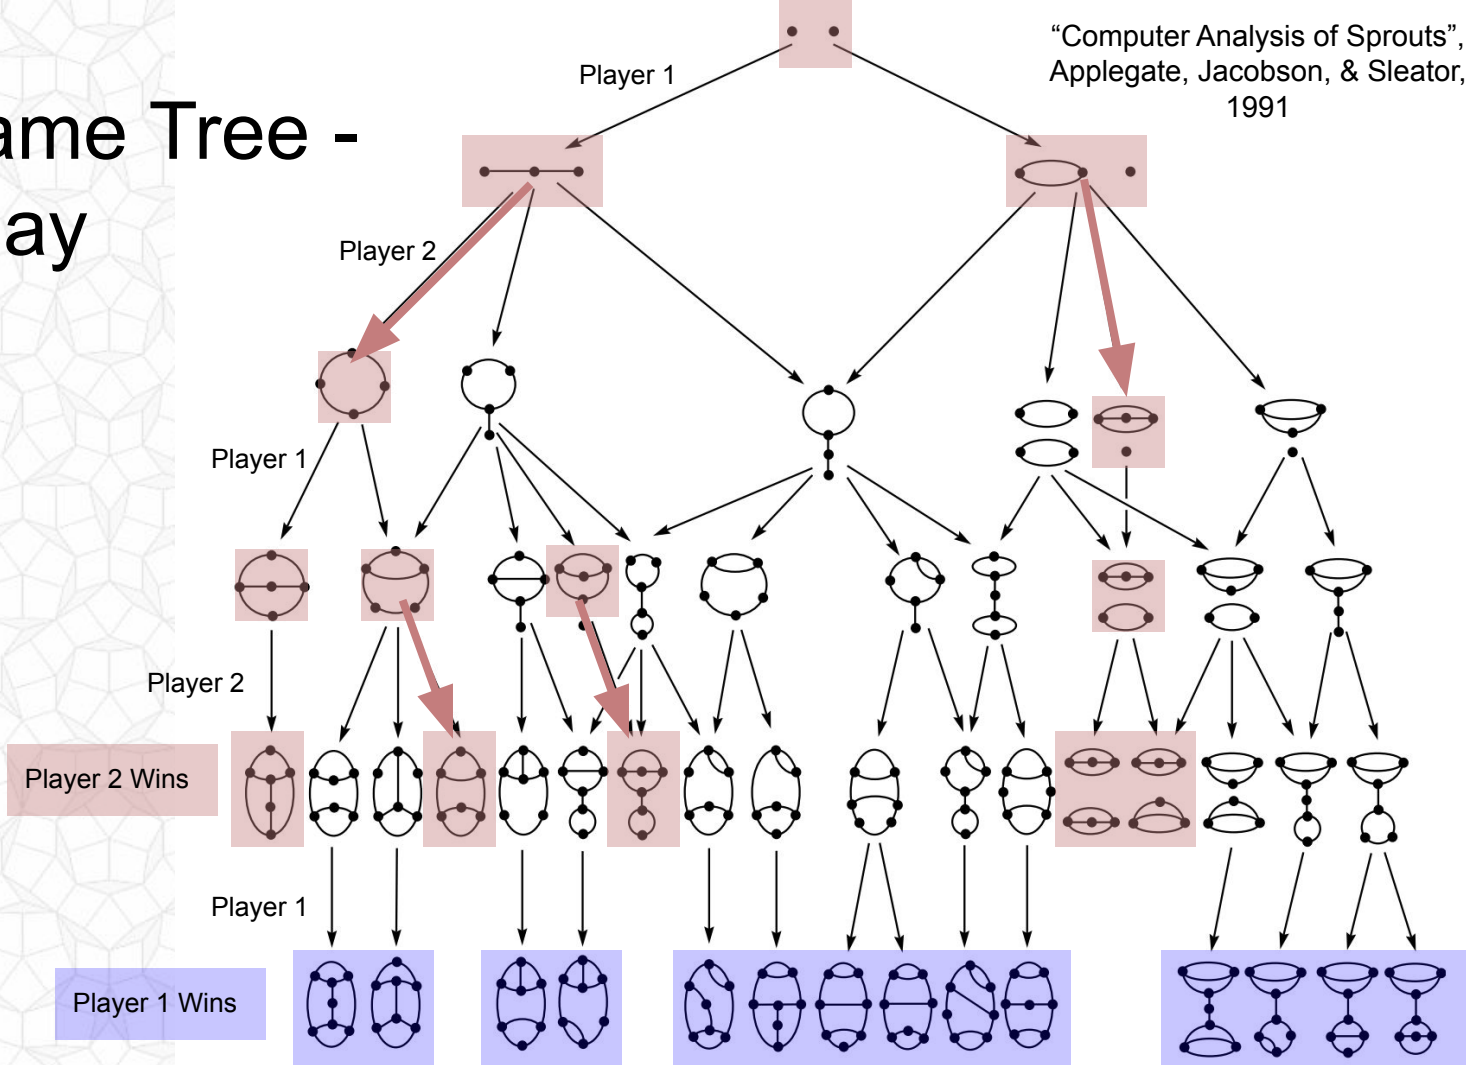 “Computer Analysis of Sprouts”,
Applegate, Jacobson, & Sleator,
1991
ame Tree -
lay
Player 1
Player 2
Player 1
Player 2
Player 2 Wins
Player 1
Player 1 Wins